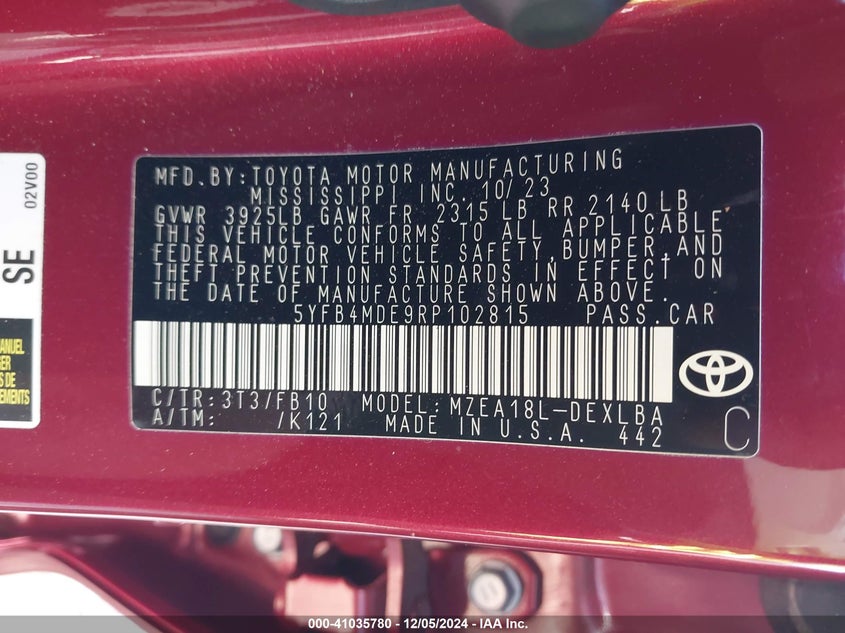 02V00
SE
MANUEL
MFD.BY:TOYOTA MOTOR MANUFACTURING
MISSISSIPPI INC. 10/23
GVWR 3925LB GAWR FR 2315 LB RR 2140 LB
THIS VEHICLE CONFORMS TO ALL APPLICABLE
FEDERAL MOTOR VEHICLE SAFETY, BUMPER, AND
THEFT PREVENTION STANDARDS IN EFFECT ON
THE DATE OF MANUFACTURE SHOWN ABOVE.
5YFB4MDE9RP102815 PASS.CAR
C/TR:3T3/FB10 MODEL:MZEA18L-DEXLBA
A/TM: /K121 MADE IN U.S.A. 442
C
000-41035780 - 12/05/2024 - IAA Inc.